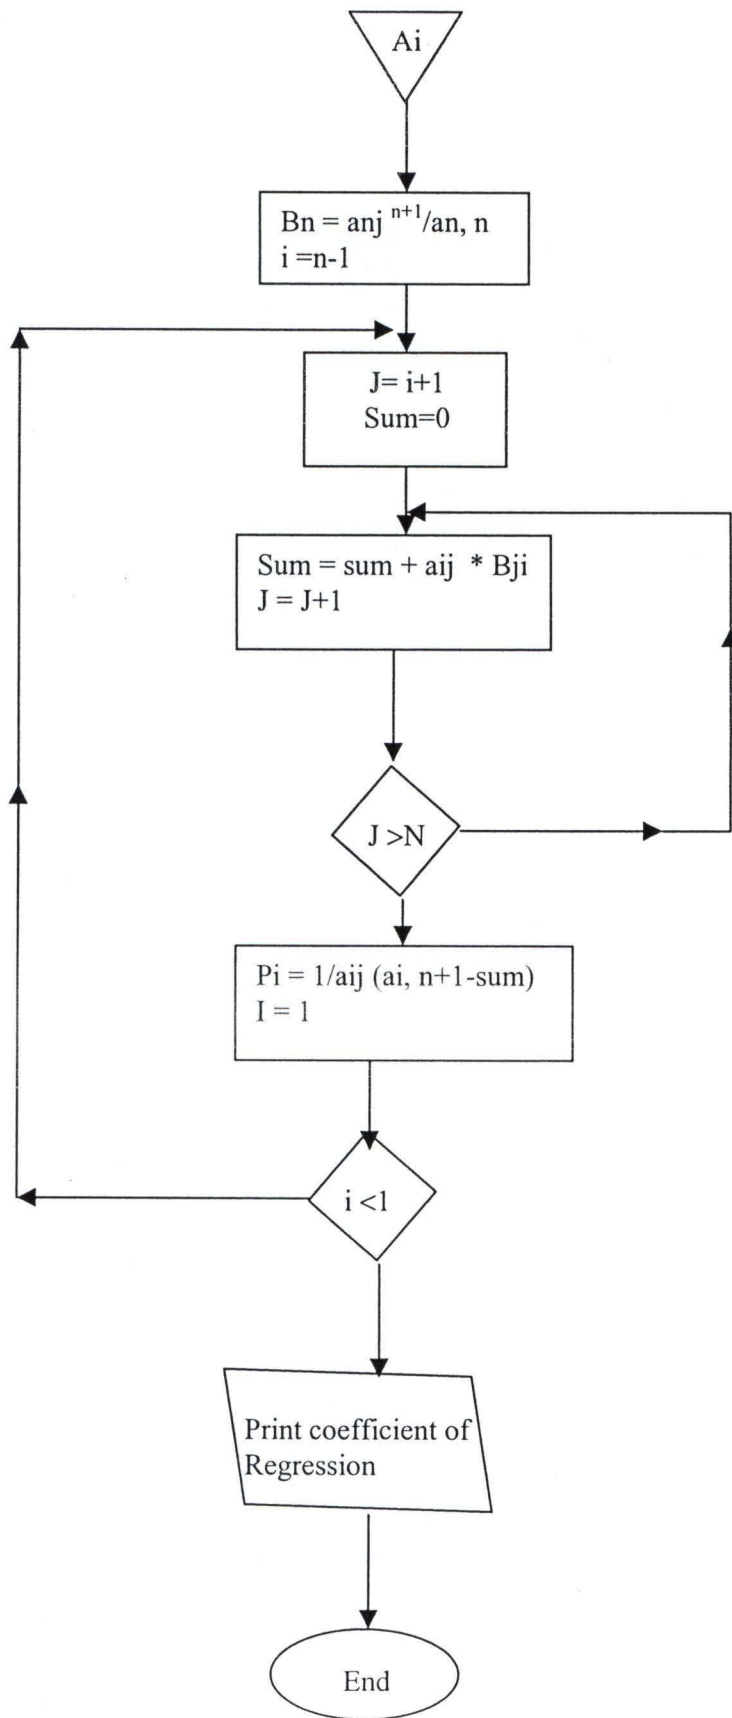 Ai
Bn = anj n+1/an, n
i =n-1
J= i+1
Sum=0
Sum = sum + aij * Bji
J = J+1
J >N
Pi = 1/aij (ai, n+1-sum)
I = 1
i <1
Print coefficient of
Regression
End